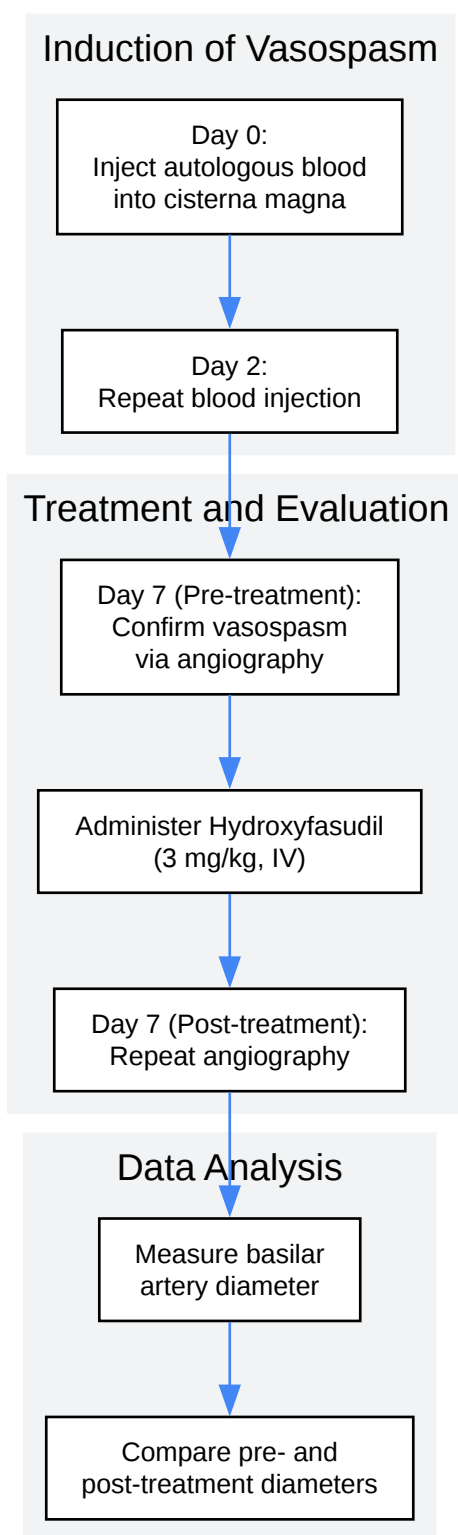 Induction of Vasospasm
Day 0:
Inject autologous blood
into cisterna magna
Day 2:
Repeat blood injection
Treatment and Evaluation
Day 7 (Pre-treatment):
Confirm vasospasm
via angiography
Administer Hydroxyfasudil
(3 mg/kg, IV)
Day 7 (Post-treatment):
Repeat angiography
Data Analysis
Measure basilar
artery diameter
Compare pre- and
post-treatment diameters